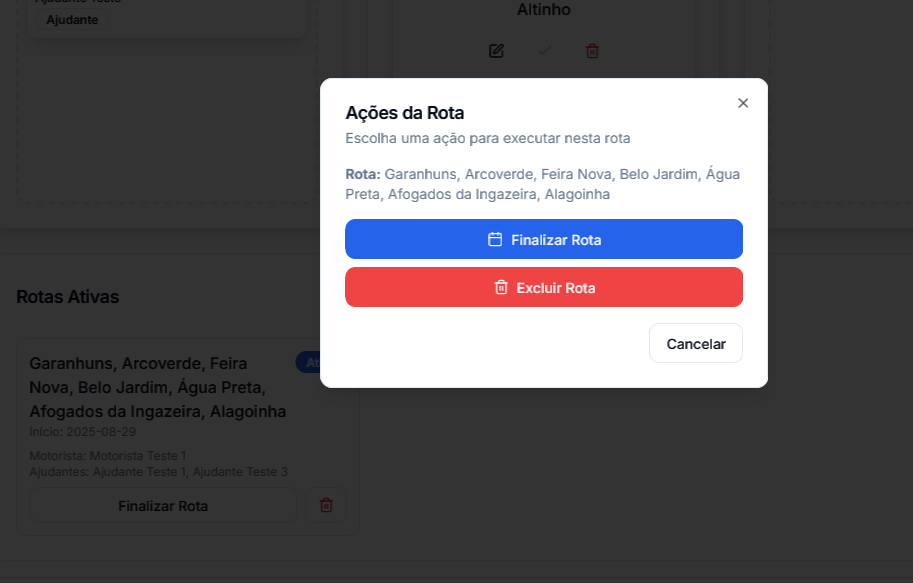 Ajudante Teste
Ajudante
Altinho
Ações da Rota
Escolha uma ação para executar nesta rota
Rota: Garanhuns, Arcoverde, Feira Nova, Belo Jardim, Água
Preta, Afogados da Ingazeira, Alagoinha
Finalizar Rota
Excluir Rota
Cancelar
Rotas Ativas
Garanhuns, Arcoverde, Feira
Nova, Belo Jardim, Água Preta,
Afogados da Ingazeira, Alagoinha
At
Início: 2025-08-29
Motorista: Motorista Teste 1
Ajudantes: Ajudante Teste 1, Ajudante Teste 3
Finalizar Rota